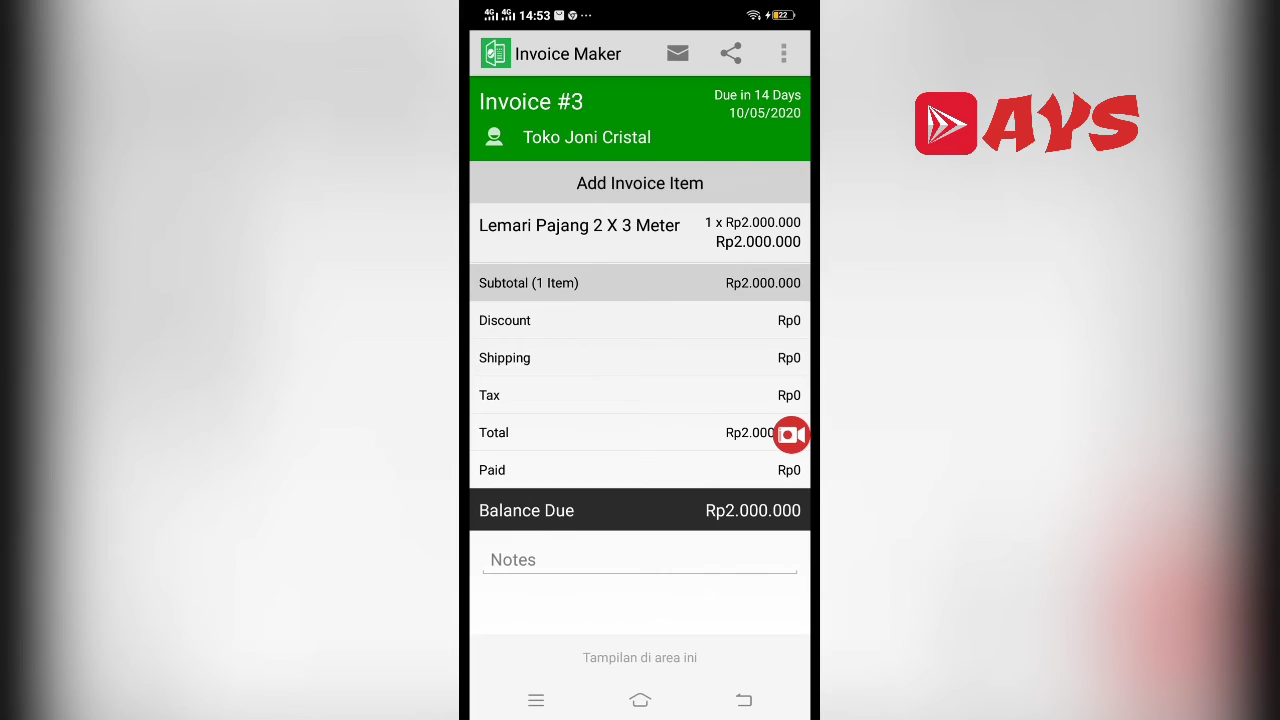 4G 4G 14:53 ... 22
Invoice Maker
Invoice #3
Due in 14 Days
10/05/2020
Toko Joni Cristal
Add Invoice Item
Lemari Pajang 2 X 3 Meter
1 x Rp2.000.000
Rp2.000.000
Subtotal (1 Item) Rp2.000.000
Discount Rp0
Shipping Rp0
Tax Rp0
Total Rp2.000
Paid Rp0
Balance Due Rp2.000.000
Notes
Tampilan di area ini
AYS